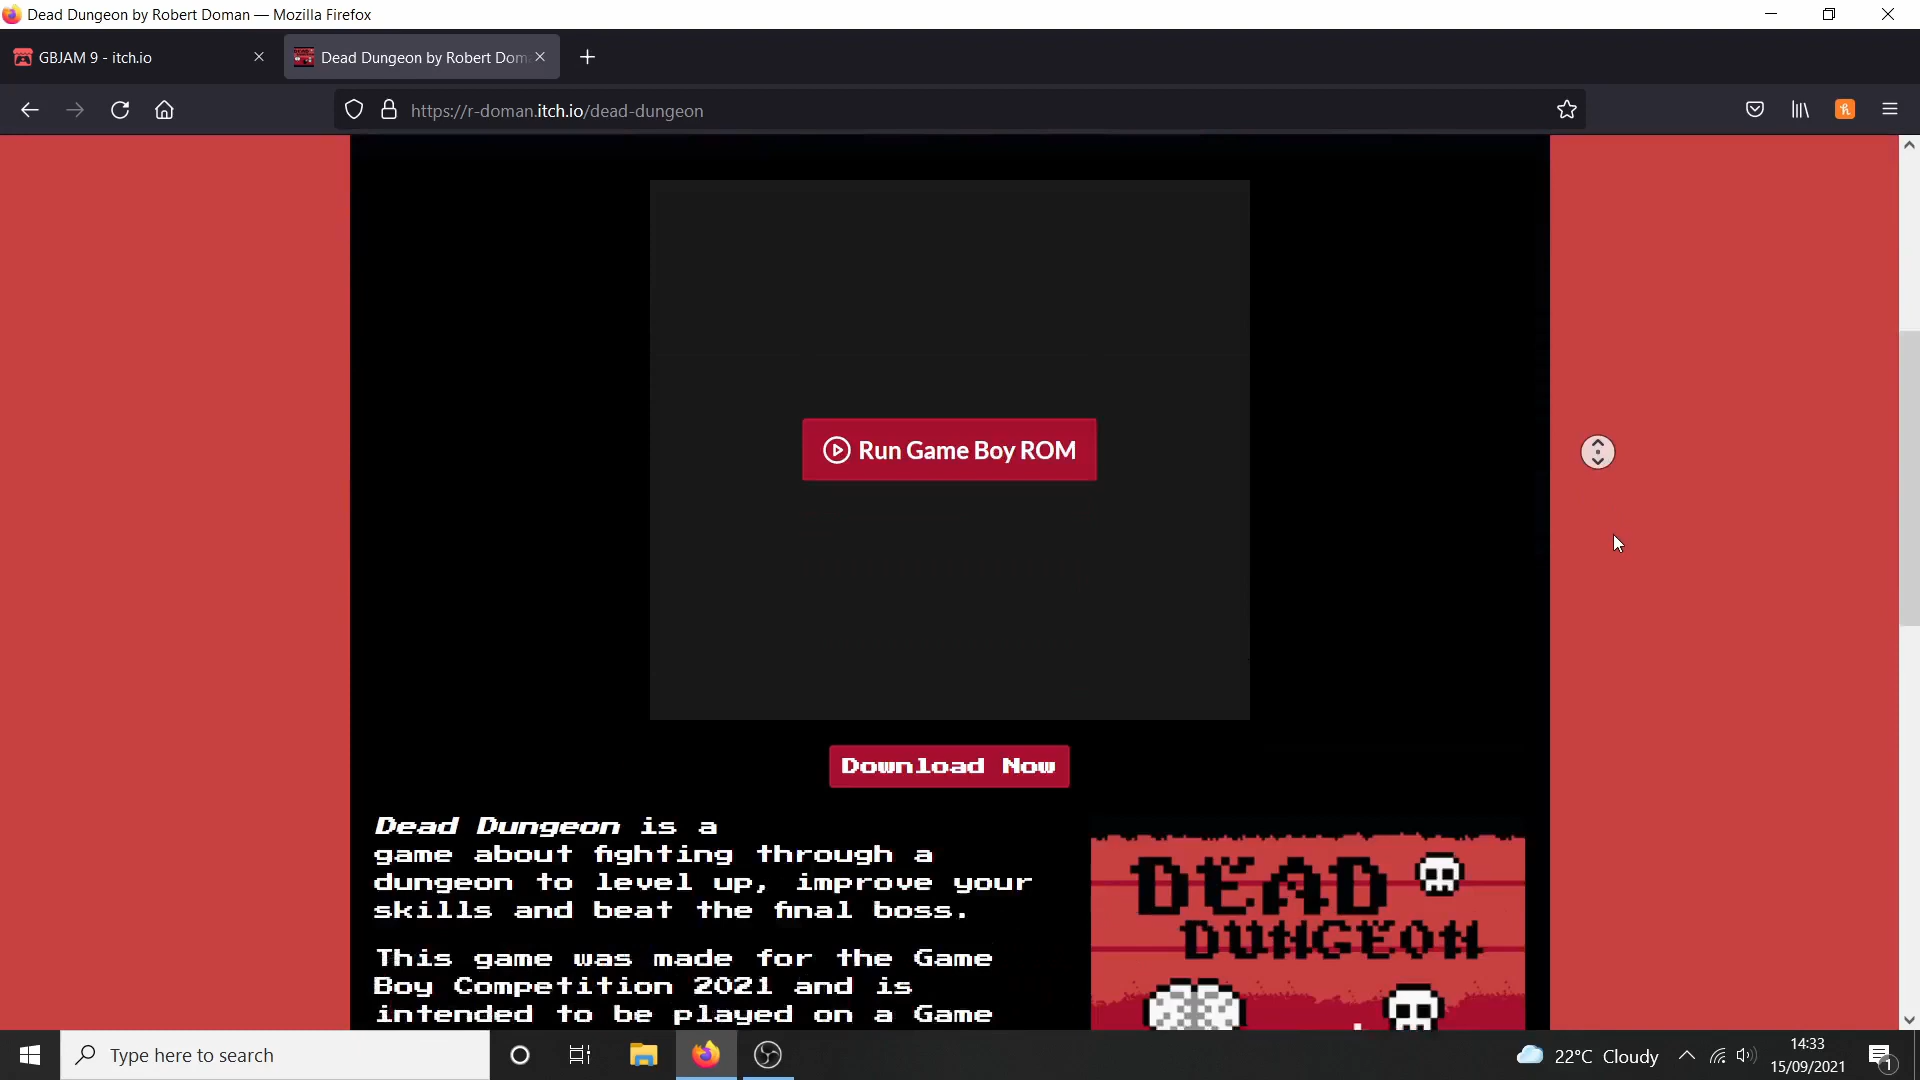 Dead Dungeon by Robert Doman — Mozilla Firefox
GBJAM 9 - itch.io
Dead Dungeon by Robert Dom
https://r-doman.itch.io/dead-dungeon
Run Game Boy ROM
Download Now
Dead Dungeon is a
game about fighting through a
dungeon to level up, improve your
skills and beat the final boss.
This game was made for the Game
Boy Competition 2021 and is
intended to be played on a Game
DEAD
DUNGEON
Type here to search
22°C Cloudy
14:33
15/09/2021
1